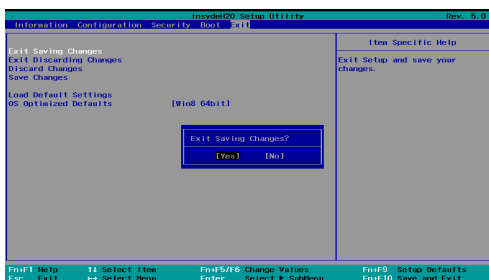 InsydeH20 Setup Utility Rev. 5.0
Information Configuration Security Boot Exit
Item Specific Help
Exit Saving Changes
Exit Discarding Changes
Discard Changes
Save Changes
Load Default Settings
OS Optimized Defaults [Win8 64bit]
Exit Setup and save your
changes.
Exit Saving Changes?
[Yes] [No]
Fn+F1 Help ↑↓ Select Item Fn+F5/F6 Change Values Fn+F9 Setup Defaults
Esc Exit ↔ Select Menu Enter Select ▶ SubMenu Fn+F10 Save and Exit